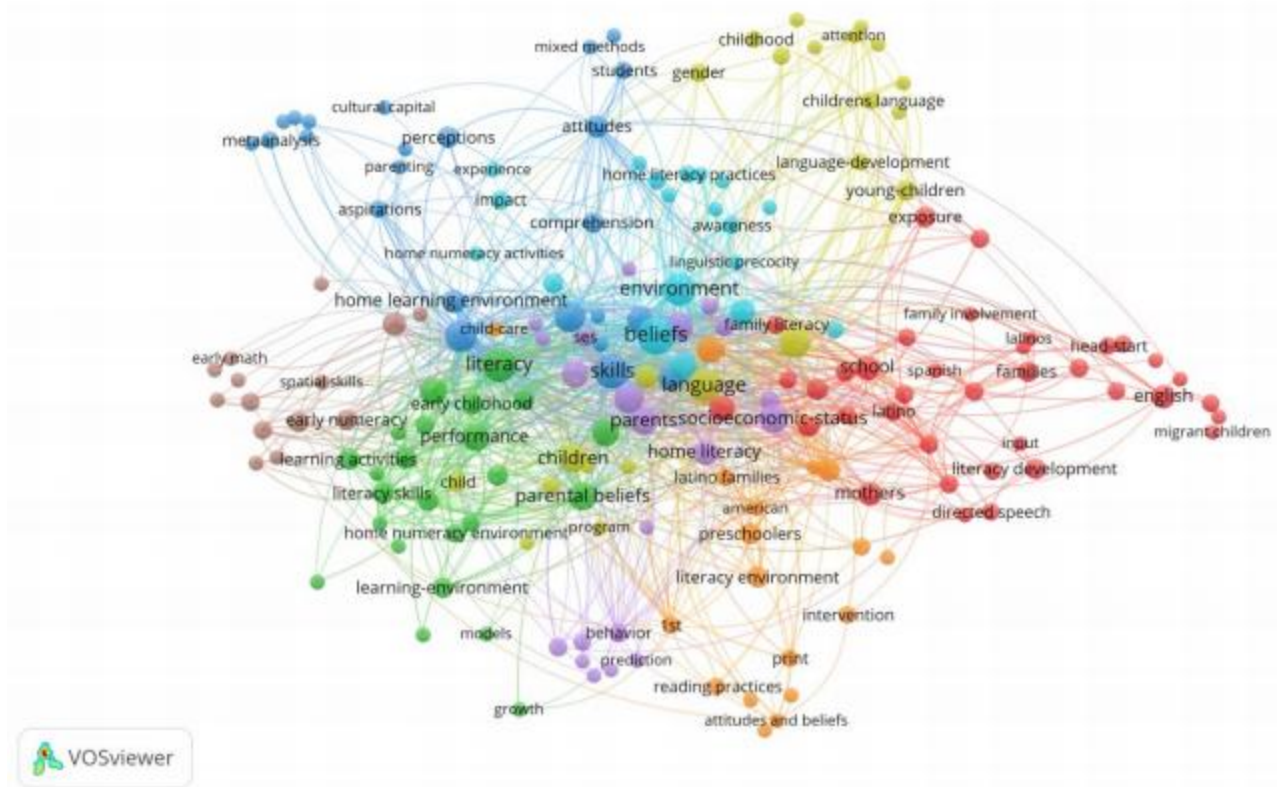 attention
childhood
mixed methods
students
gender
childrens language
cultural capital
attitudes
metaanalysis
perceptions
parenting
experience
home literacy practices
language-development
young-children
impact
aspirations
exposure
comprehension
awareness
home numeracy activities
linguistic precocity
environment
home learning environment
family involvement
child-care
ses
beliefs
family literacy
latinos
head-start
early math
literacy
skills
school
spanish
families
spatial skills
language
english
early chilohood
latino
early numeracy
parents
socioeconomic-status
migrant children
performance
input
home literacy
learning activities
children
literacy development
latino families
child
literacy skills
parental beliefs
mothers
american
directed speech
home numeracy environment
program
preschoolers
literacy environment
learning-environment
intervention
1st
models
behavior
prediction
print
reading practices
growth
attitudes and beliefs
VOSviewer